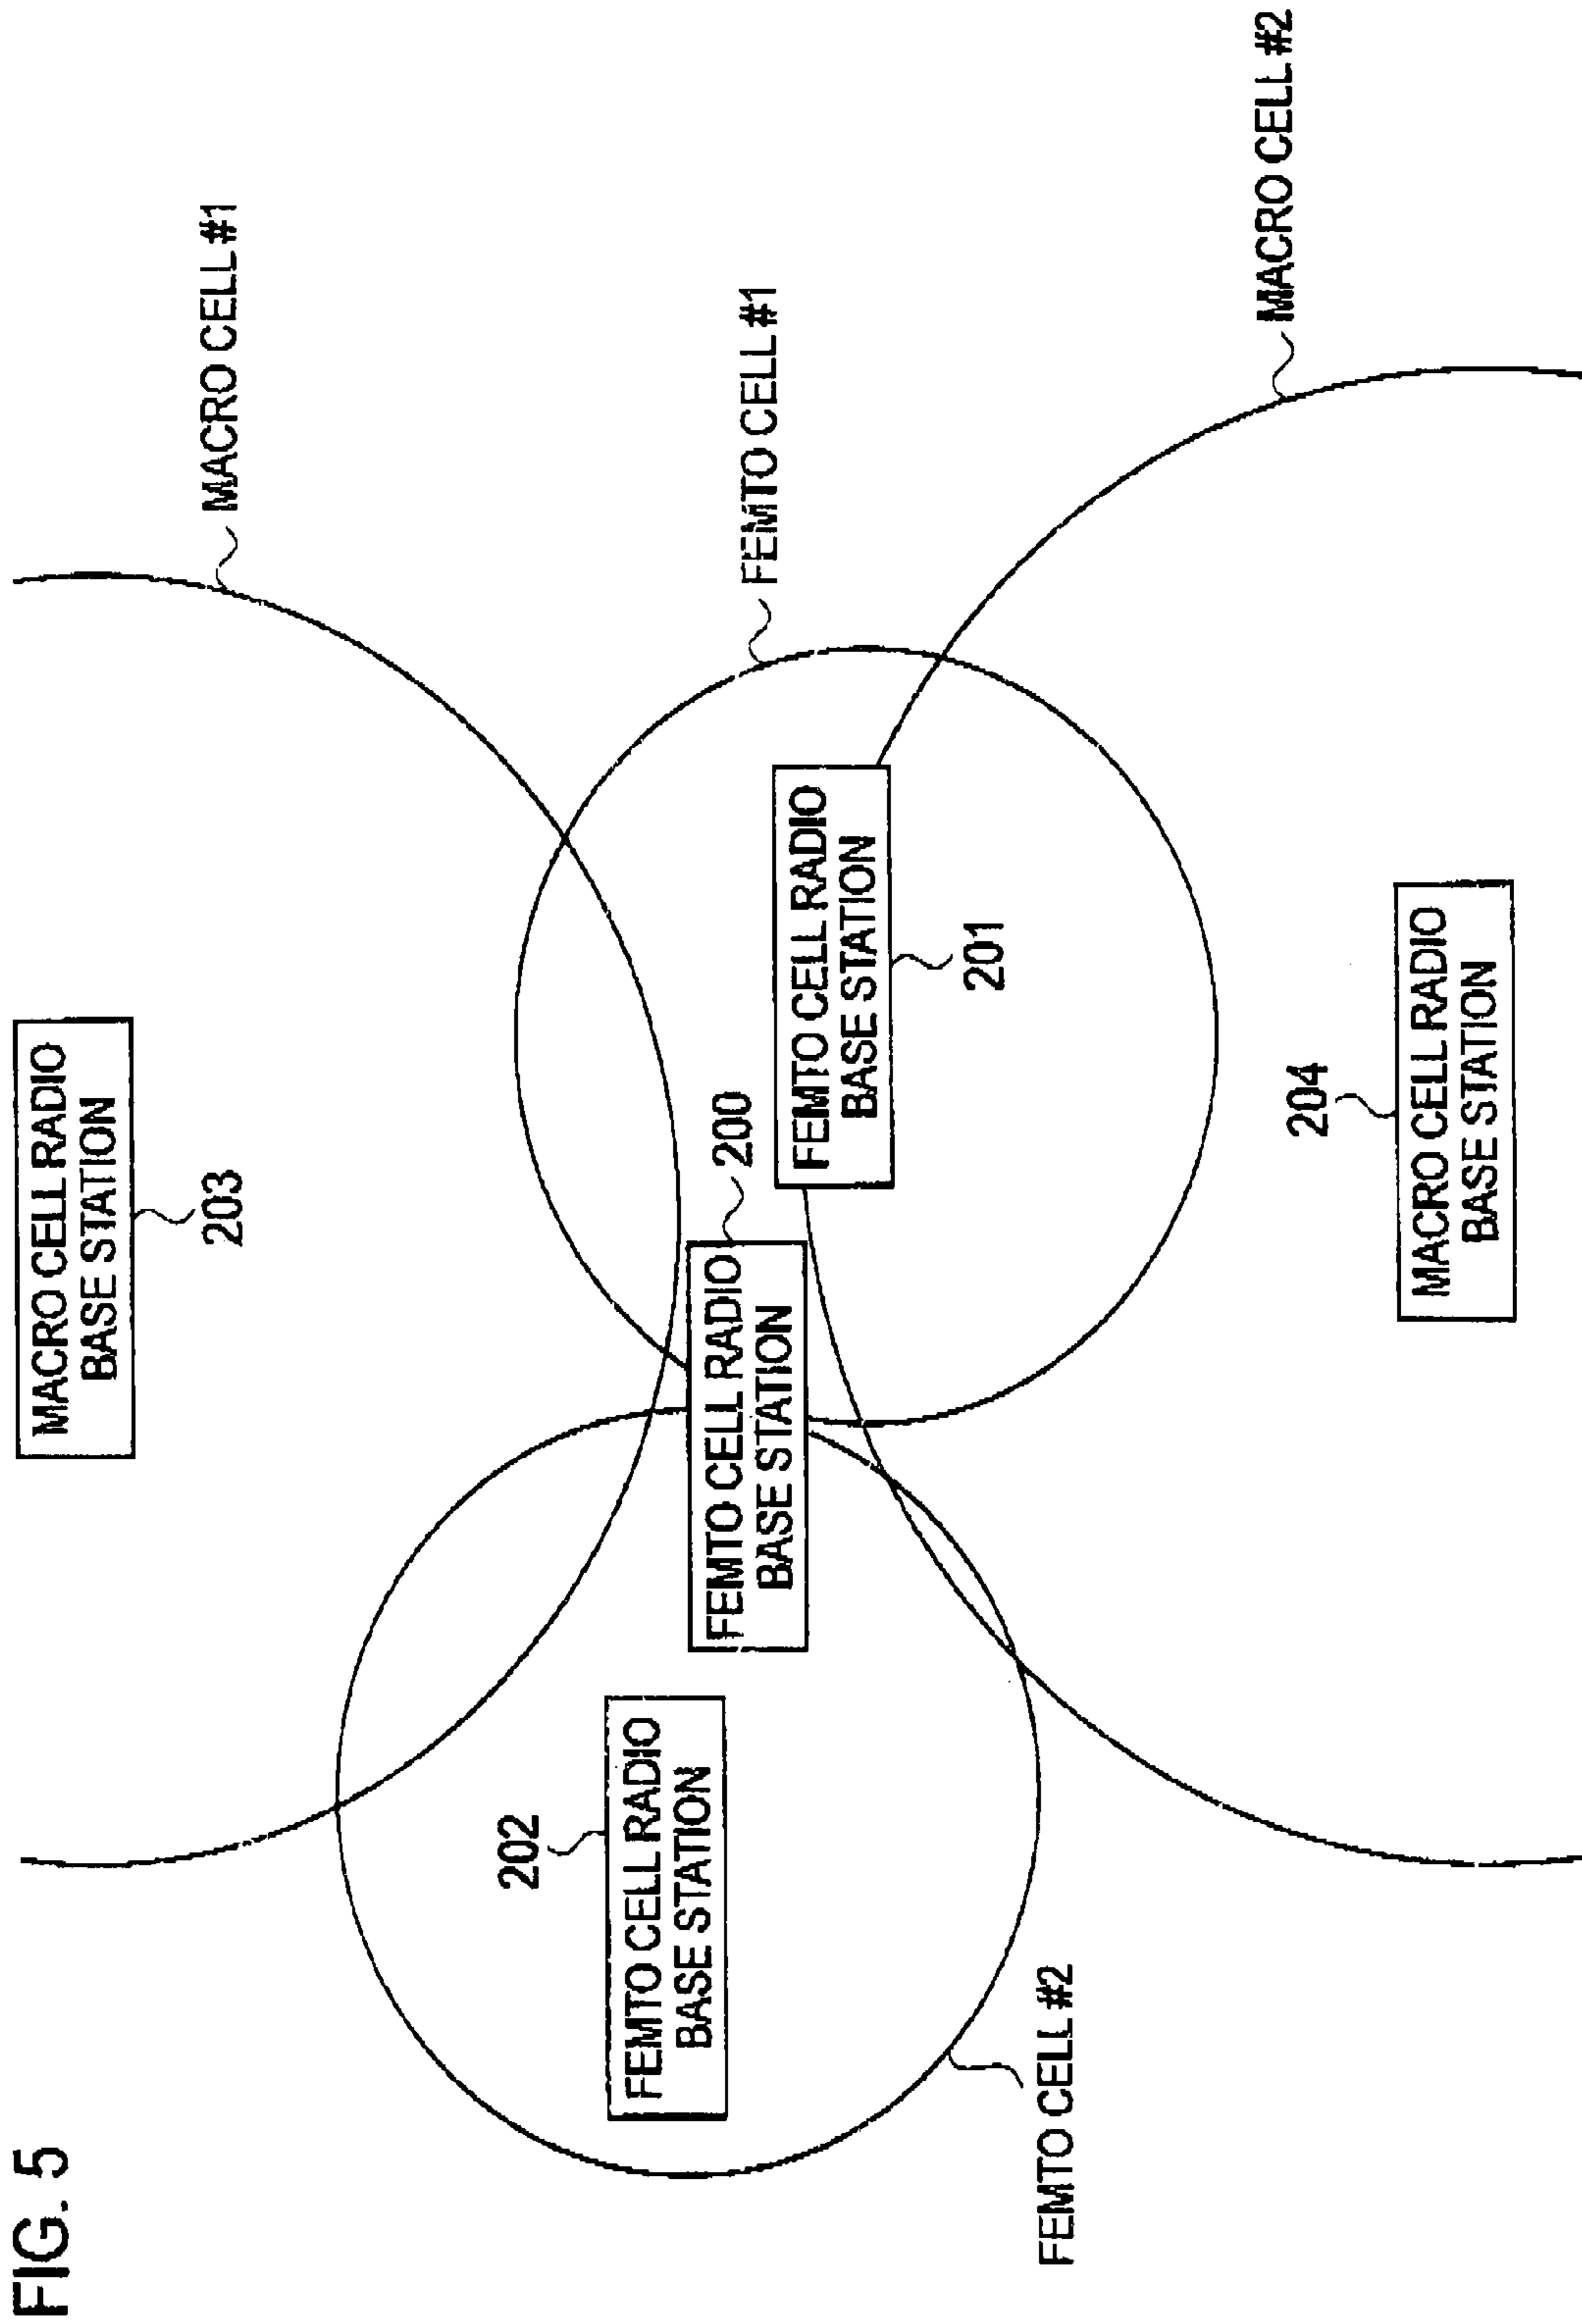 FIG. 5
MACRO CELL RADIO
BASE STATION
203
MACRO CELL #1
202
FEMTO CELL RADIO
BASE STATION
FEMTO CELL RADIO
BASE STATION
200
FEMTO CELL #1
FEMTO CELL RADIO
BASE STATION
201
FEMTO CELL #2
204
MACRO CELL RADIO
BASE STATION
MACRO CELL #2